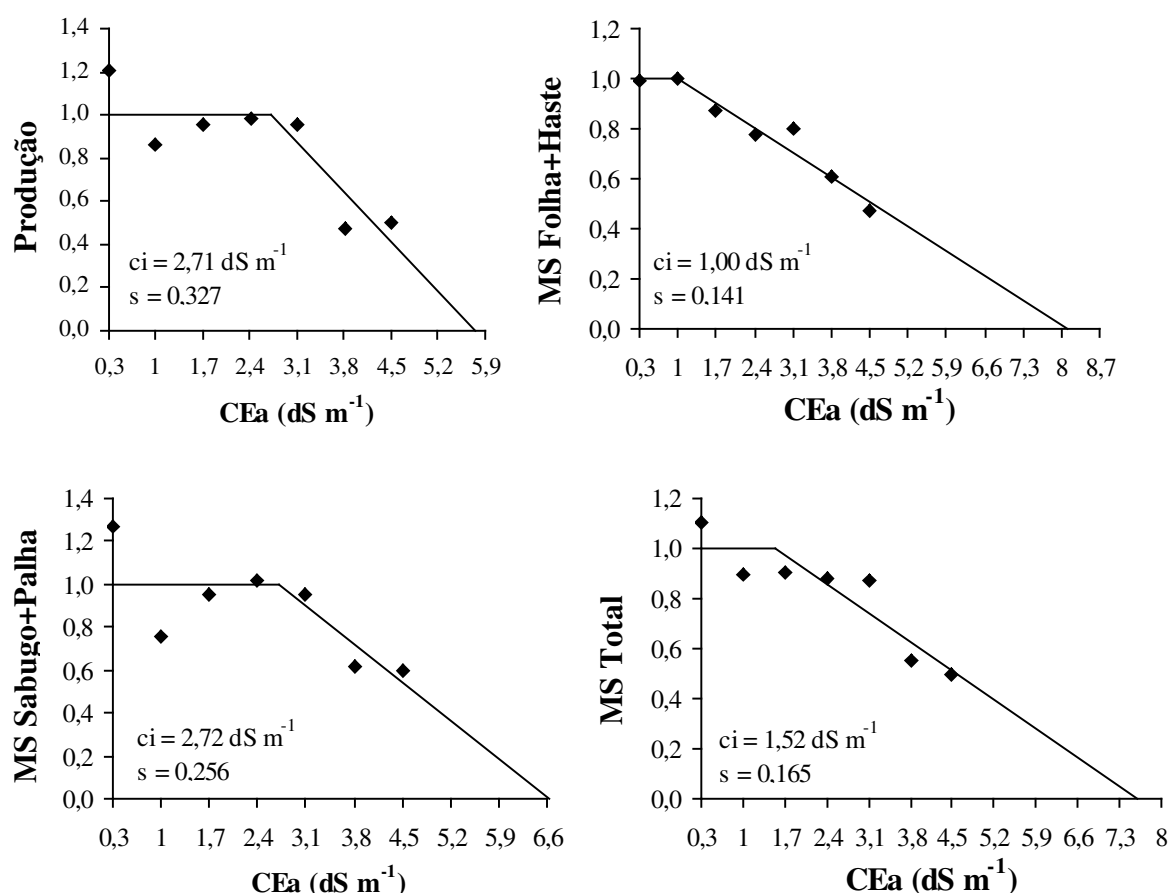 Produção
1,4
1,2
1,0
0,8
0,6
0,4
0,2
0,0
ci = 2,71 dS m⁻¹
s = 0,327
0,3 1 1,7 2,4 3,1 3,8 4,5 5,2 5,9
CEa (dS m⁻¹)
MS Folha+Haste
1,2
1,0
0,8
0,6
0,4
0,2
0,0
ci = 1,00 dS m⁻¹
s = 0,141
0,3 1 1,7 2,4 3,1 3,8 4,5 5,2 5,9 6,6 7,3 8 8,7
CEa (dS m⁻¹)
MS Sabugo+Palha
1,4
1,2
1,0
0,8
0,6
0,4
0,2
0,0
ci = 2,72 dS m⁻¹
s = 0,256
0,3 1 1,7 2,4 3,1 3,8 4,5 5,2 5,9 6,6
CEa (dS m⁻¹)
MS Total
1,2
1,0
0,8
0,6
0,4
0,2
0,0
ci = 1,52 dS m⁻¹
s = 0,165
0,3 1 1,7 2,4 3,1 3,8 4,5 5,2 5,9 6,6 7,3 8
CEa (dS m⁻¹)